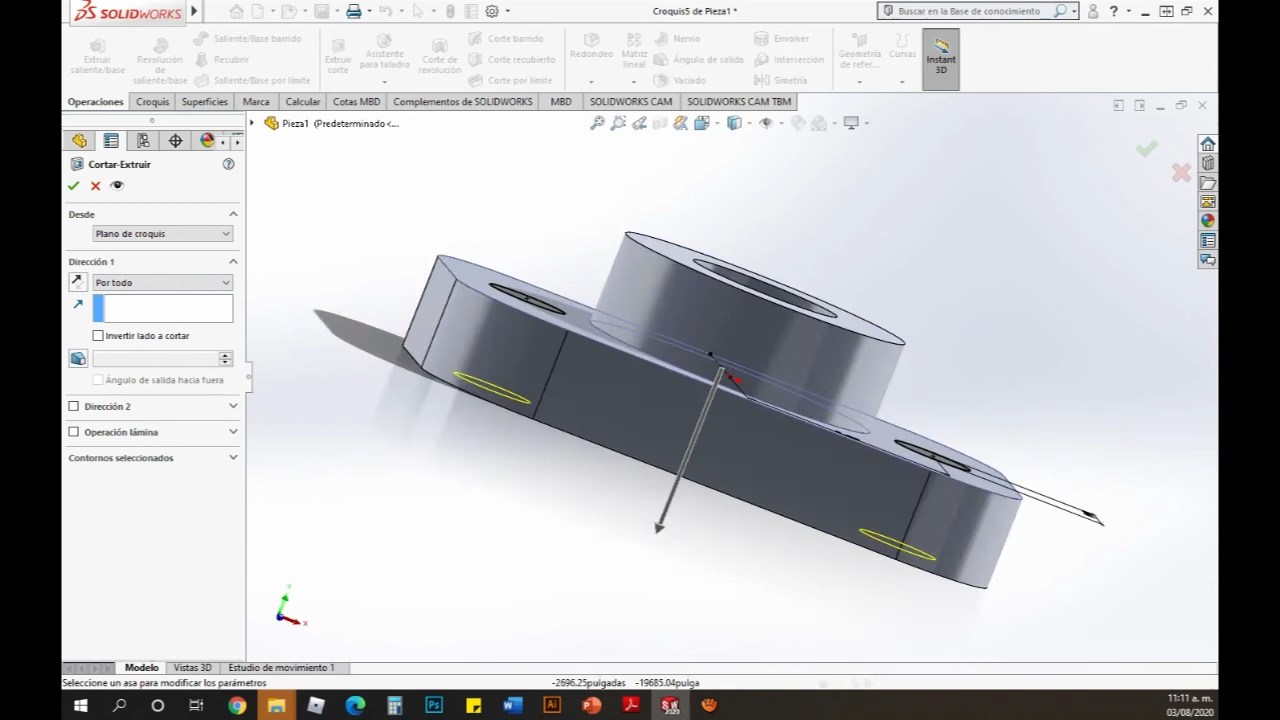 SOLIDWORKS
Croquis5 de Pieza1 *
Buscar en la Base de conocimiento
?
Extruir saliente/base
Revolución de saliente/base
Saliente/Base barrido
Recubrir
Saliente/Base por límite
Extruir corte
Asistente para taladro
Corte de revolución
Corte barrido
Corte recubierto
Corte por límite
Redondeo
Matriz lineal
Nervio
Ángulo de salida
Vaciado
Envolver
Intersección
Simetría
Geometría de refer...
Curvas
Instant 3D
Operaciones
Croquis
Superficies
Marca
Calcular
Cotas MBD
Complementos de SOLIDWORKS
MBD
SOLIDWORKS CAM
SOLIDWORKS CAM TBM
Pieza1 (Predeterminado<...
Cortar-Extruir
?
Desde
Plano de croquis
Dirección 1
Por todo
Invertir lado a cortar
Ángulo de salida hacia fuera
Dirección 2
Operación lámina
Contornos seleccionados
Y
X
Modelo
Vistas 3D
Estudio de movimiento 1
Seleccione un asa para modificar los parámetros
-2696.25pulgadas
-19685.04pulga
Ps
W
Ai
P
SW
2020
11:11 a. m.
03/08/2020